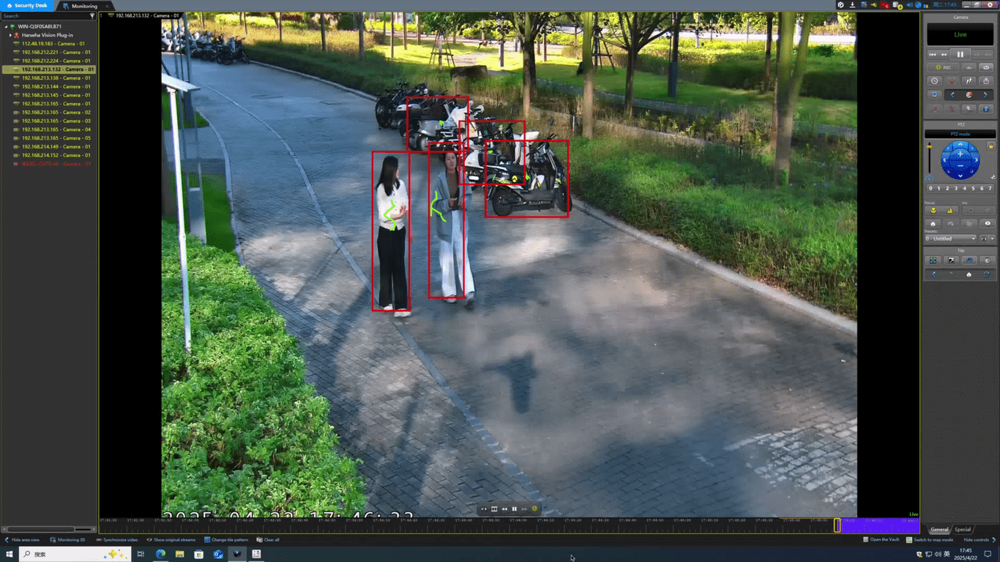 Security Desk
Monitoring
周二 17:45
Search
1 192.168.213.132 - Camera - 01
WIN-Q3F0SA8L871
Hanwha Vision Plug-in
112.48.19.183 - Camera - 01
192.168.212.221 - Camera - 01
192.168.212.224 - Camera - 01
192.168.213.132 - Camera - 01
192.168.213.138 - Camera - 01
192.168.213.144 - Camera - 01
192.168.213.145 - Camera - 01
192.168.213.165 - Camera - 01
192.168.213.165 - Camera - 02
192.168.213.165 - Camera - 03
192.168.213.165 - Camera - 04
192.168.213.165 - Camera - 05
192.168.214.149 - Camera - 01
192.168.214.152 - Camera - 01
Camera
Live
REC
PTZ
PTZ mode
0 1 2 3 4 5 6 7
Focus:
Iris:
Presets:
0 - Untitled
Tile
2025-04-22 17:46:33
Live
General
Special
Hide area view
Monitoring (0)
Synchronize video
Show original streams
Change tile pattern
Clear all
Open the Vault
Switch to map mode
Hide controls
搜索
英
17:45
2025/4/22